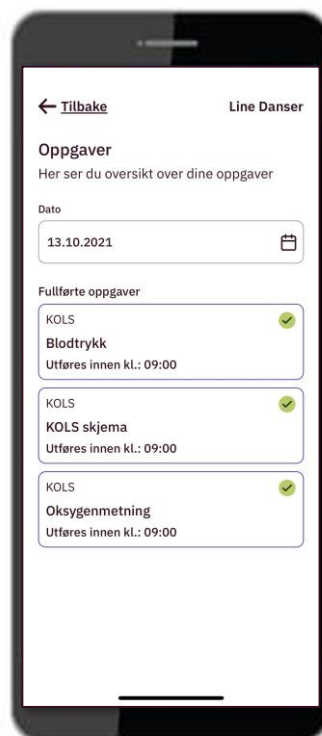 ← Tilbake
Line Danser
Oppgaver
Her ser du oversikt over dine oppgaver
Dato
13.10.2021
Fullførte oppgaver
KOLS
Blodtrykk
Utføres innen kl.: 09:00
KOLS
KOLS skjema
Utføres innen kl.: 09:00
KOLS
Oksygenmetning
Utføres innen kl.: 09:00